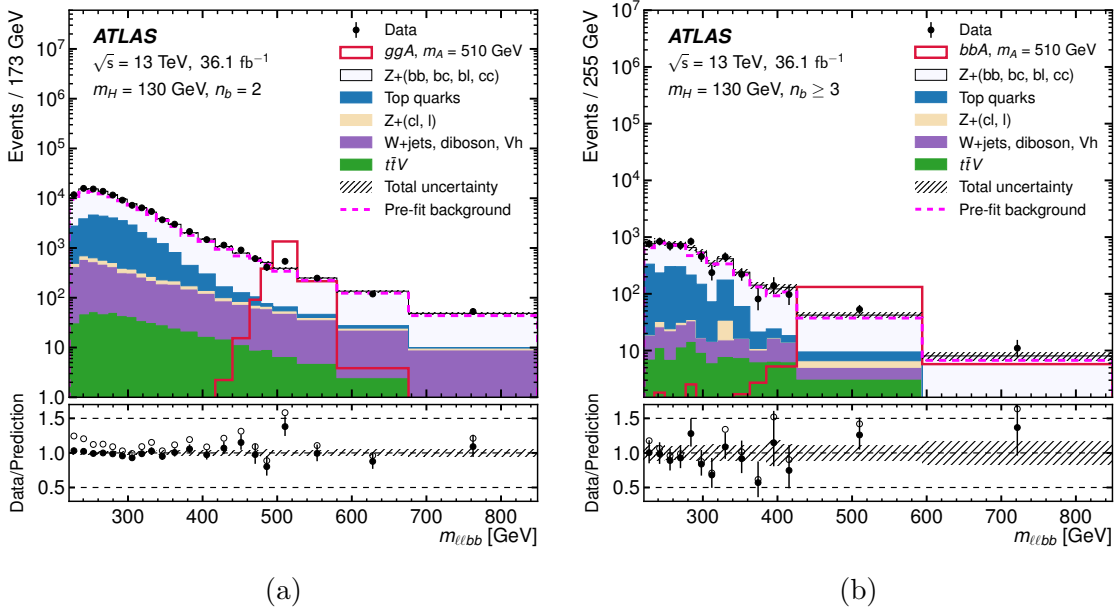 ATLAS
√s = 13 TeV, 36.1 fb⁻¹
m_H = 130 GeV, n_b = 2
Data
ggA, m_A = 510 GeV
Z+(bb, bc, bl, cc)
Top quarks
Z+(cl, l)
W+jets, diboson, Vh
tt̄V
Total uncertainty
Pre-fit background
Events / 173 GeV
10⁷
10⁶
10⁵
10⁴
10³
10²
10¹
1.0
Data/Prediction
1.5
1.0
0.5
300 400 500 600 700 800
m_ℓℓbb [GeV]
(a)
ATLAS
√s = 13 TeV, 36.1 fb⁻¹
m_H = 130 GeV, n_b ≥ 3
Data
bbA, m_A = 510 GeV
Z+(bb, bc, bl, cc)
Top quarks
Z+(cl, l)
W+jets, diboson, Vh
tt̄V
Total uncertainty
Pre-fit background
Events / 255 GeV
10⁷
10⁶
10⁵
10⁴
10³
10²
10
Data/Prediction
1.5
1.0
0.5
300 400 500 600 700 800
m_ℓℓbb [GeV]
(b)